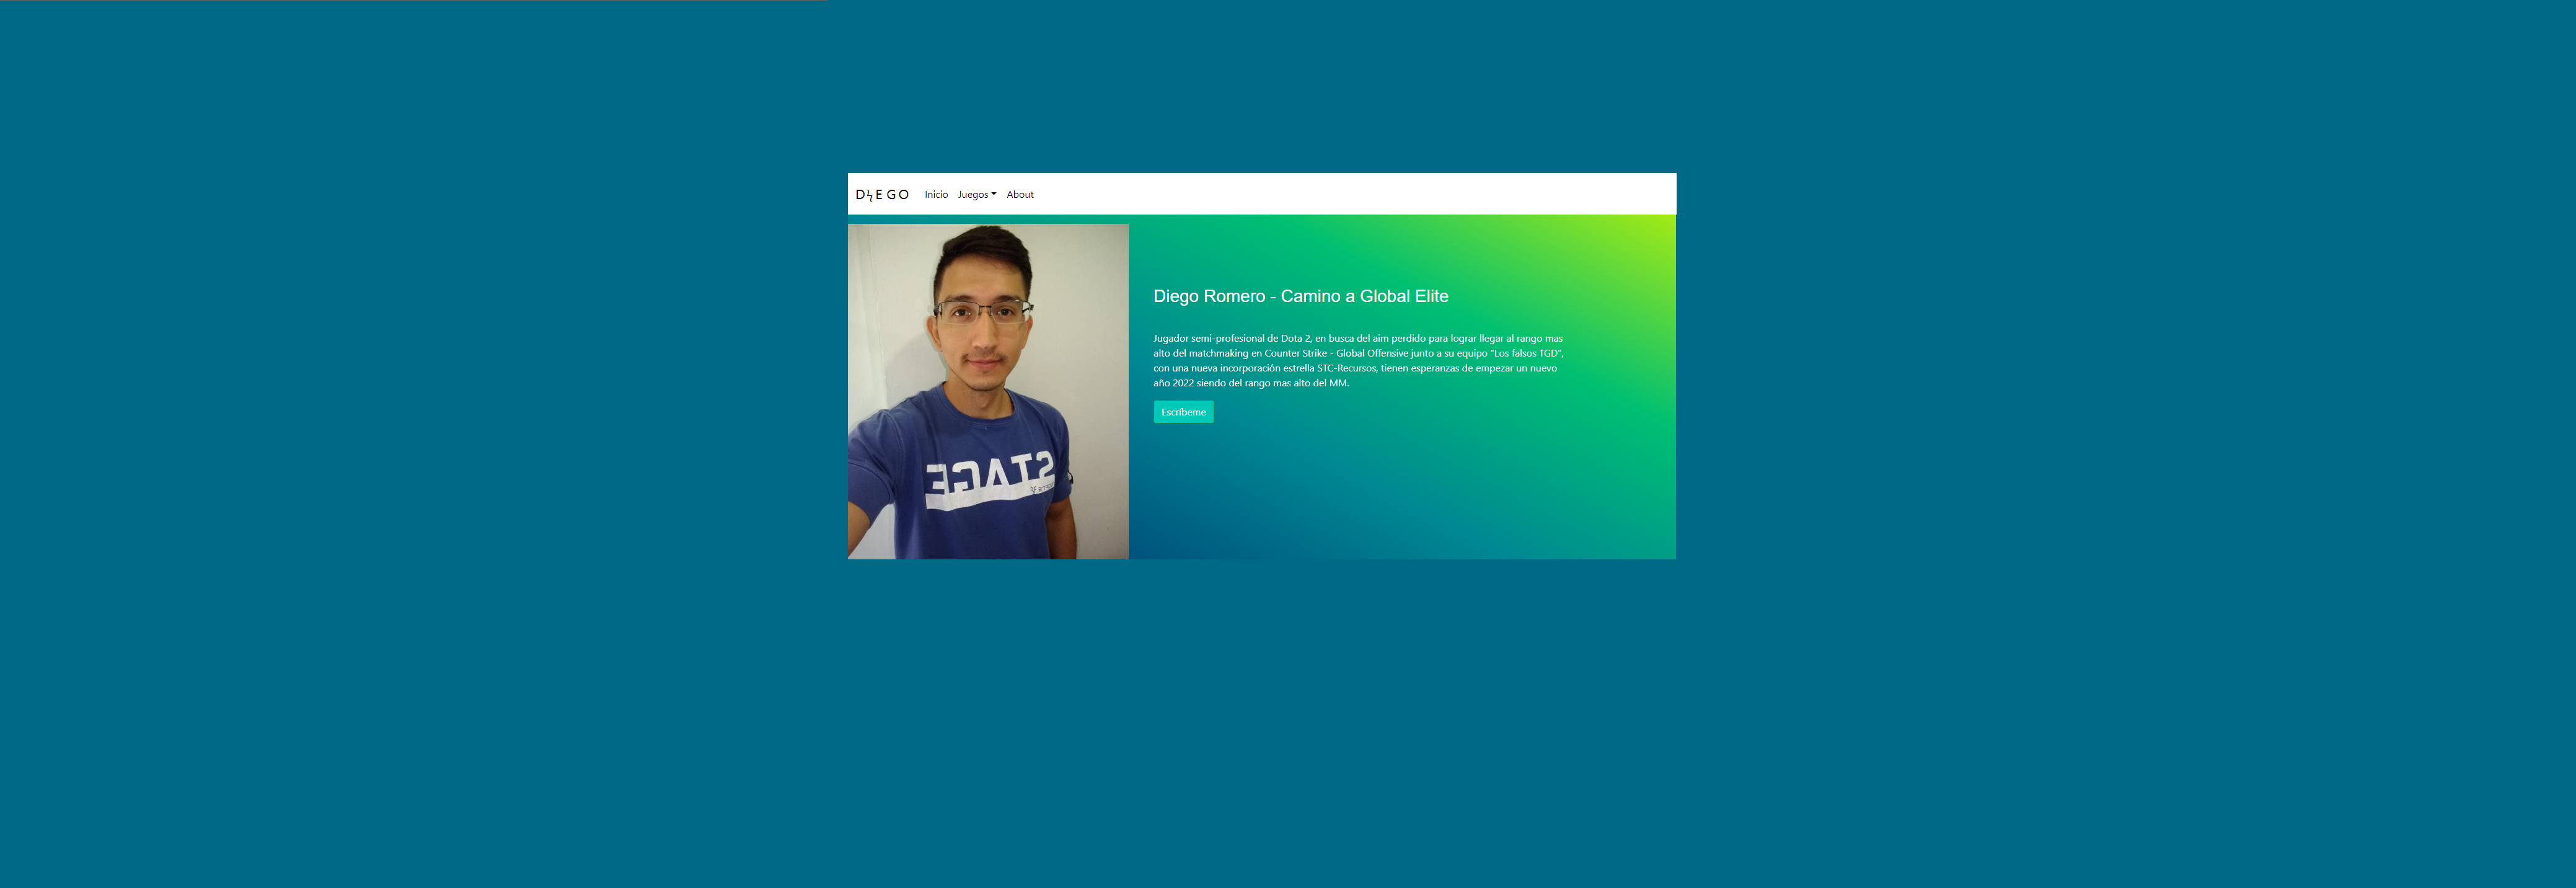 DIEGO Inicio Juegos About
Diego Romero - Camino a Global Elite
Jugador semi-profesional de Dota 2, en busca del aim perdido para lograr llegar al rango mas
alto del matchmaking en Counter Strike - Global Offensive junto a su equipo "Los falsos TGD",
con una nueva incorporación estrella STC-Recursos, tienen esperanzas de empezar un nuevo
año 2022 siendo del rango mas alto del MM.
Escríbeme
STAGE